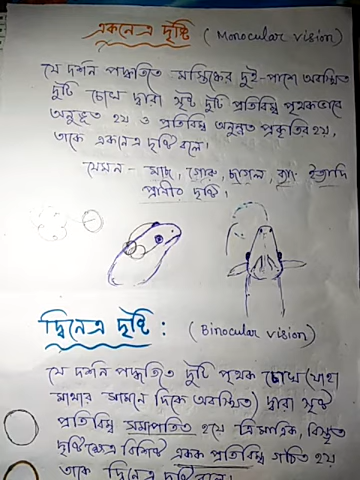 একনেত্র দৃষ্টি (Monocular vision)
যে দর্শন পদ্ধতিতে মস্তিষ্কের দুই-পাশে অবস্থিত
দুটি চোখ দ্বারা সৃষ্ট দুটি প্রতিবিম্ব পৃথকভাবে
অনুভূত হয় ও প্রতিবিম্ব অনুন্নত প্রকৃতির হয়,
তাকে একনেত্র দৃষ্টি বলে।
যেমন - মাছ, গোরু, ছাগল, ব্যাঙ ইত্যাদি
প্রাণীর দৃষ্টি।
দ্বিনেত্র দৃষ্টি : (Binocular vision)
যে দর্শন পদ্ধতিতে দুটি পৃথক চোখ (যাহা
মাথার সামনে দিকে অবস্থিত) দ্বারা সৃষ্ট
প্রতিবিম্ব সমাপতিত হয়ে ত্রিমাত্রিক, বিস্তৃত
দৃষ্টিক্ষেত্র বিশিষ্ট একক প্রতিবিম্ব গঠিত হয়
তাকে দ্বিনেত্র দৃষ্টি বলে।